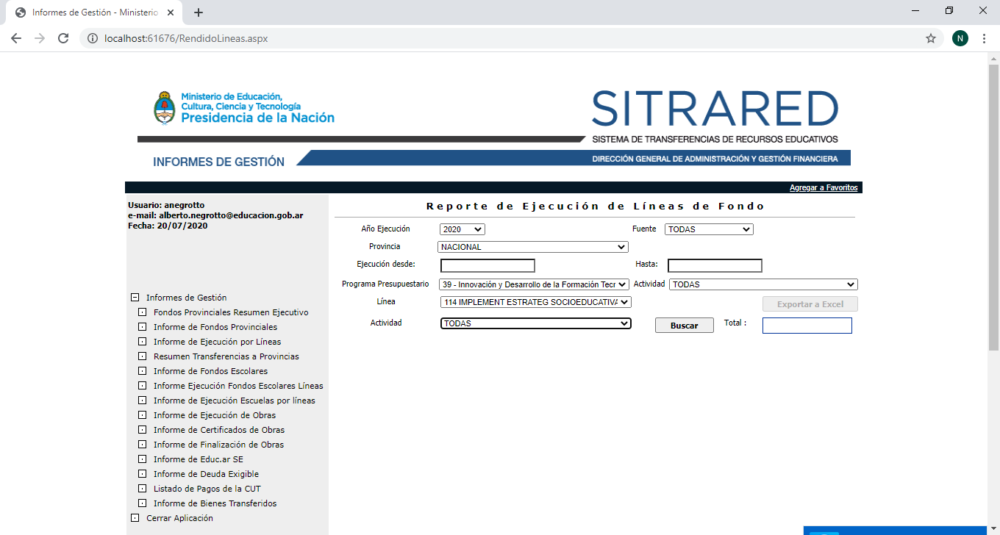 Informes de Gestión - Ministerio
localhost:61676/RendidoLineas.aspx
N
Ministerio de Educación,
Cultura, Ciencia y Tecnología
Presidencia de la Nación
SITRARED
SISTEMA DE TRANSFERENCIAS DE RECURSOS EDUCATIVOS
INFORMES DE GESTIÓN
DIRECCIÓN GENERAL DE ADMINISTRACIÓN Y GESTIÓN FINANCIERA
Agregar a Favoritos
Usuario: anegrotto
e-mail: alberto.negrotto@educacion.gob.ar
Fecha: 20/07/2020
Reporte de Ejecución de Líneas de Fondo
Año Ejecución 2020 Fuente TODAS
Provincia NACIONAL
Ejecución desde: Hasta:
Programa Presupuestario 39 - Innovación y Desarrollo de la Formación Tecr Actividad TODAS
Línea 114 IMPLEMENT ESTRATEG SOCIOEDUCATIVA Exportar a Excel
Actividad TODAS Buscar Total :
Informes de Gestión
Fondos Provinciales Resumen Ejecutivo
Informe de Fondos Provinciales
Informe de Ejecución por Líneas
Resumen Transferencias a Provincias
Informe de Fondos Escolares
Informe Ejecución Fondos Escolares Líneas
Informe de Ejecución Escuelas por líneas
Informe de Ejecución de Obras
Informe de Certificados de Obras
Informe de Finalización de Obras
Informe de Educ.ar SE
Informe de Deuda Exigible
Listado de Pagos de la CUT
Informe de Bienes Transferidos
Cerrar Aplicación